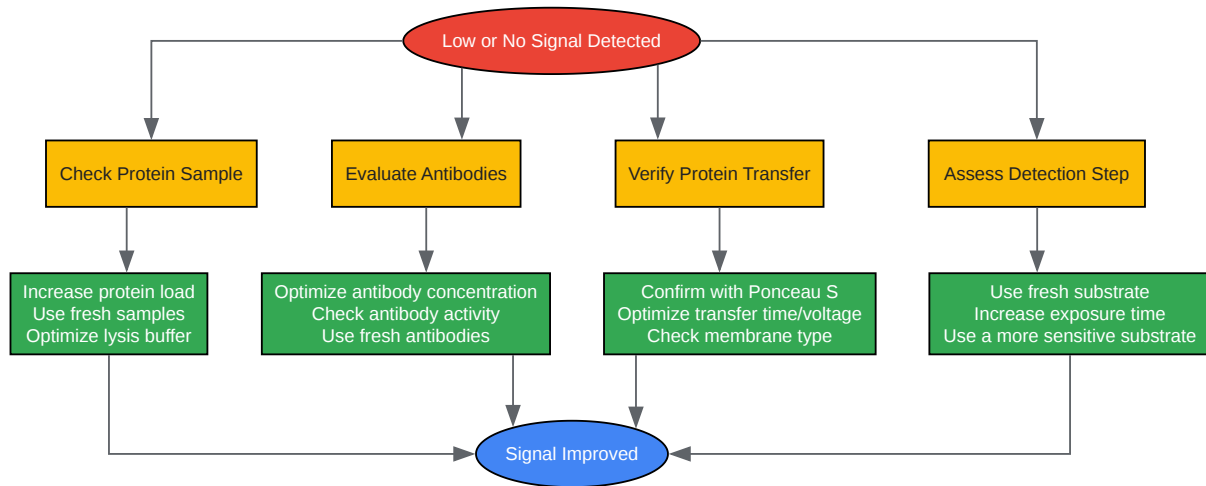 Low or No Signal Detected
Check Protein Sample
Evaluate Antibodies
Verify Protein Transfer
Assess Detection Step
Increase protein load
Use fresh samples
Optimize lysis buffer
Optimize antibody concentration
Check antibody activity
Use fresh antibodies
Confirm with Ponceau S
Optimize transfer time/voltage
Check membrane type
Use fresh substrate
Increase exposure time
Use a more sensitive substrate
Signal Improved